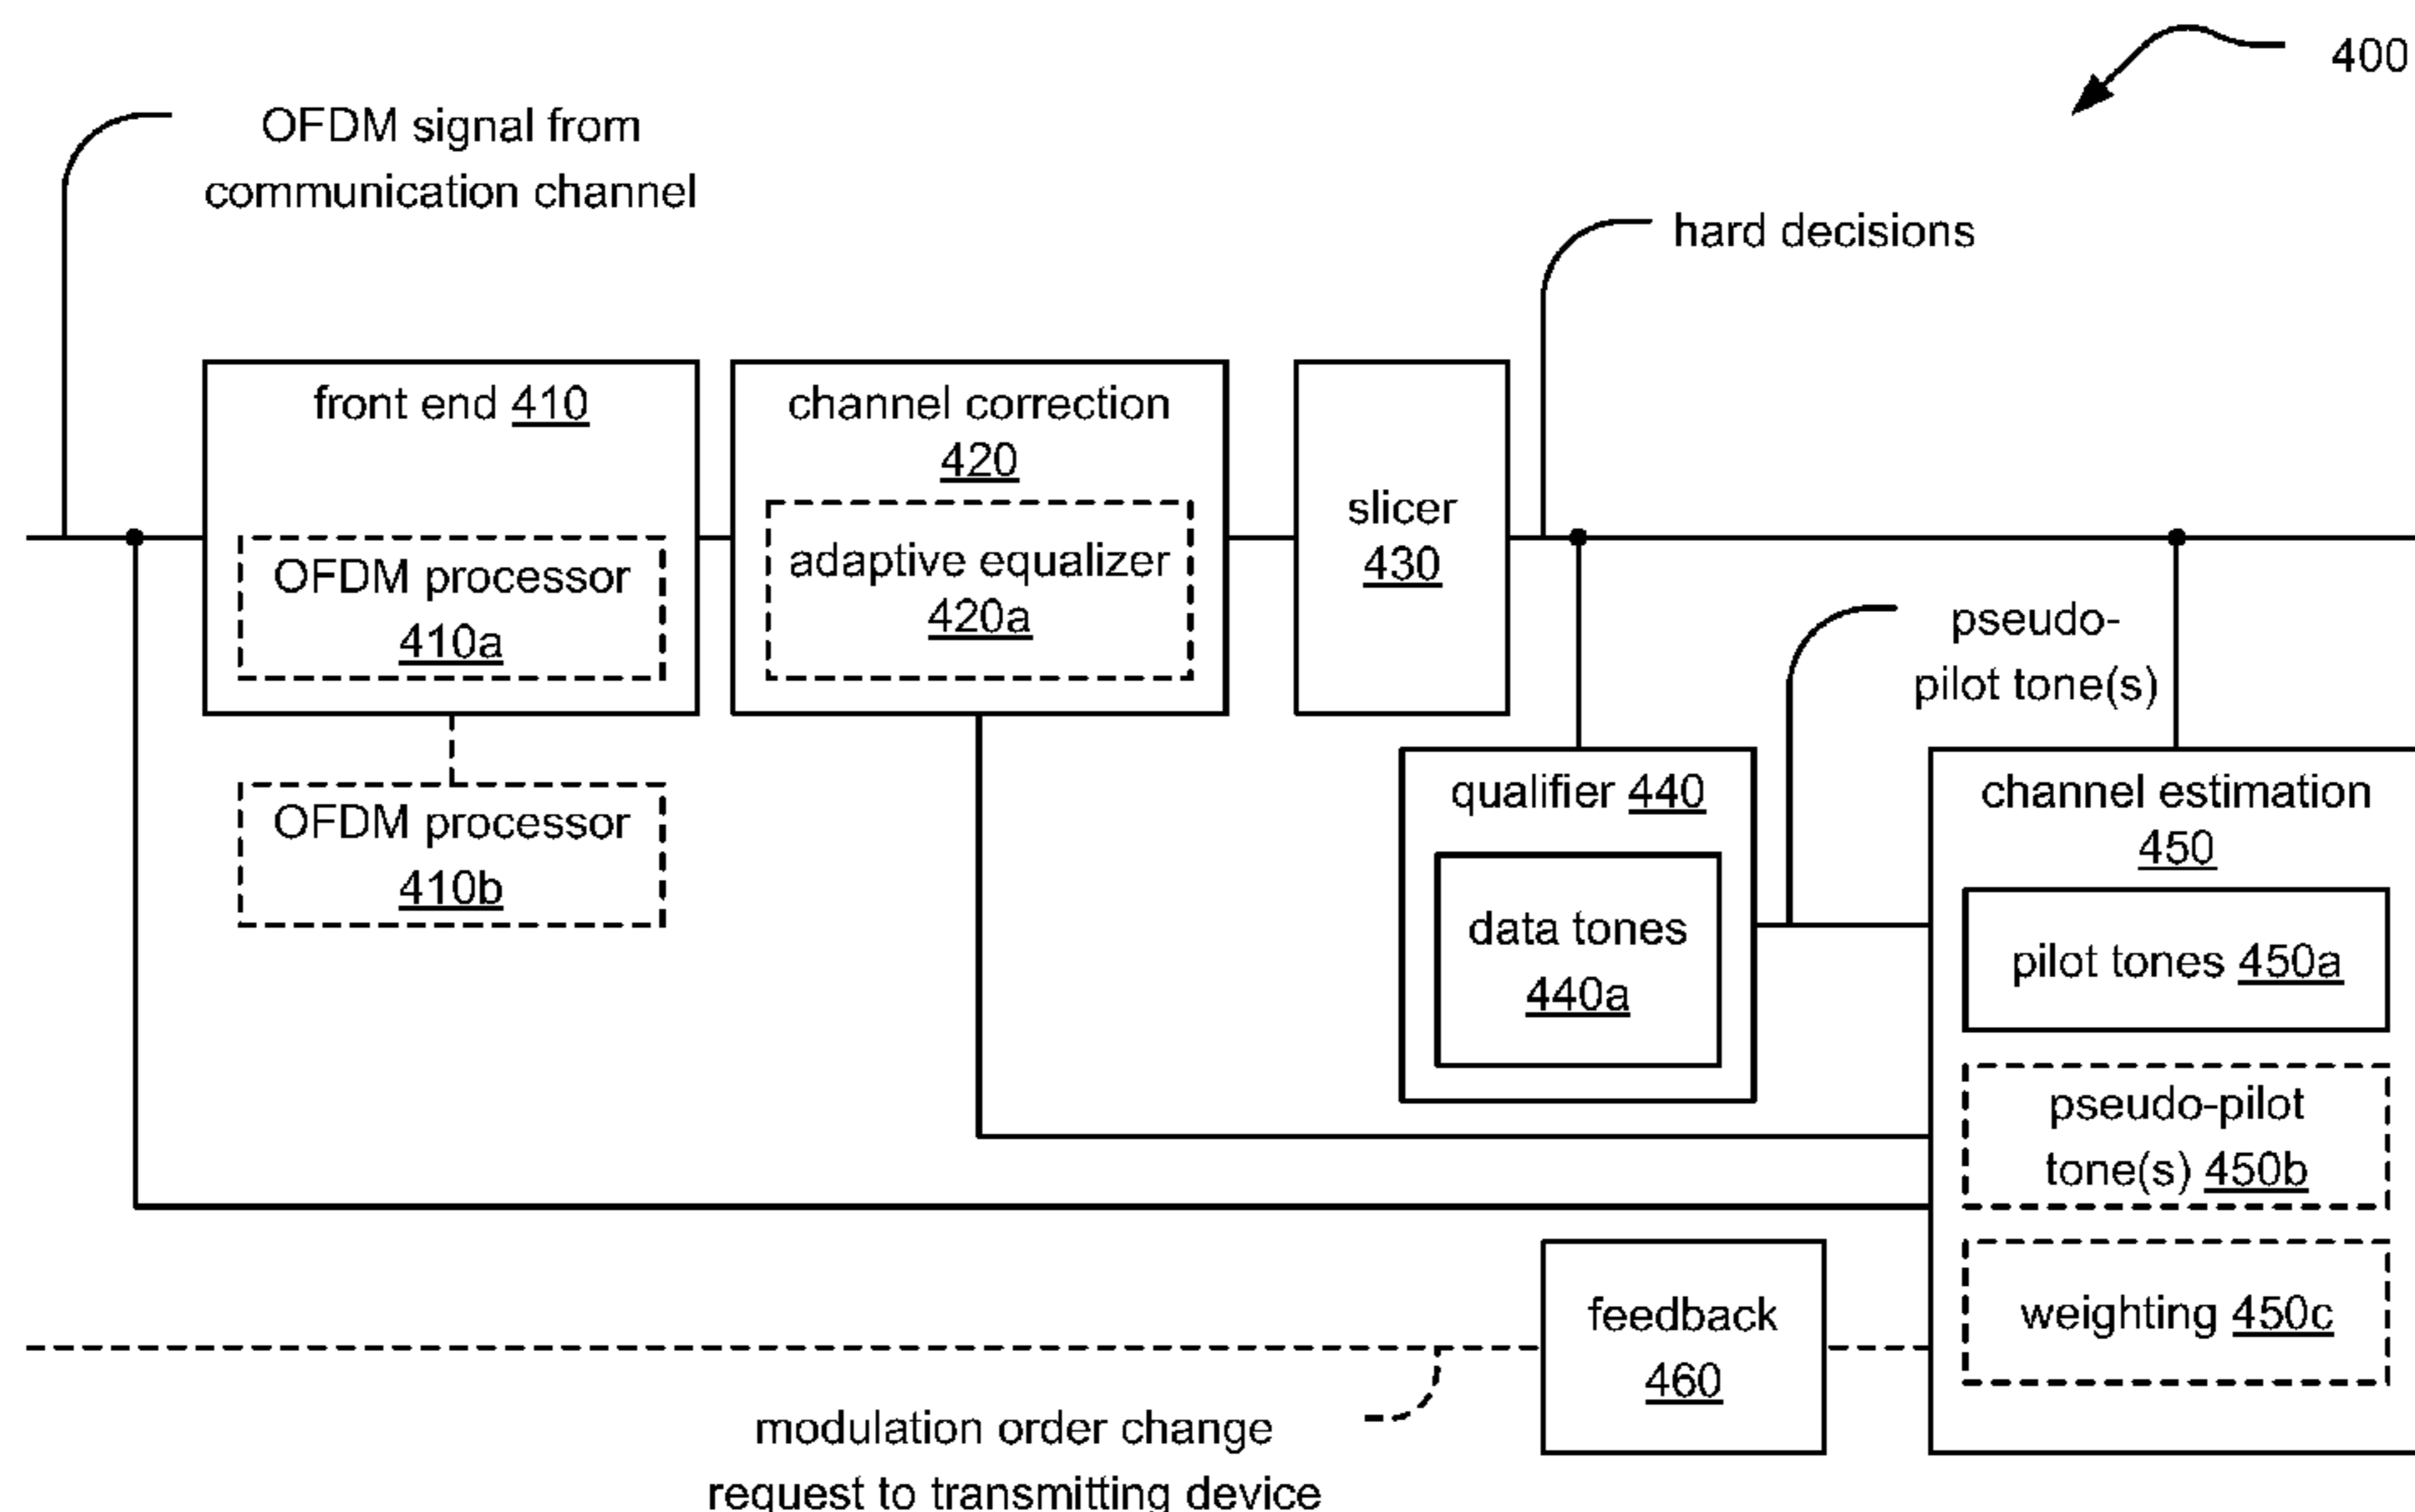 400
OFDM signal from
communication channel
hard decisions
front end 410
OFDM processor
410a
channel correction
420
adaptive equalizer
420a
slicer
430
pseudo-
pilot tone(s)
OFDM processor
410b
qualifier 440
data tones
440a
channel estimation
450
pilot tones 450a
pseudo-pilot
tone(s) 450b
weighting 450c
feedback
460
modulation order change
request to transmitting device